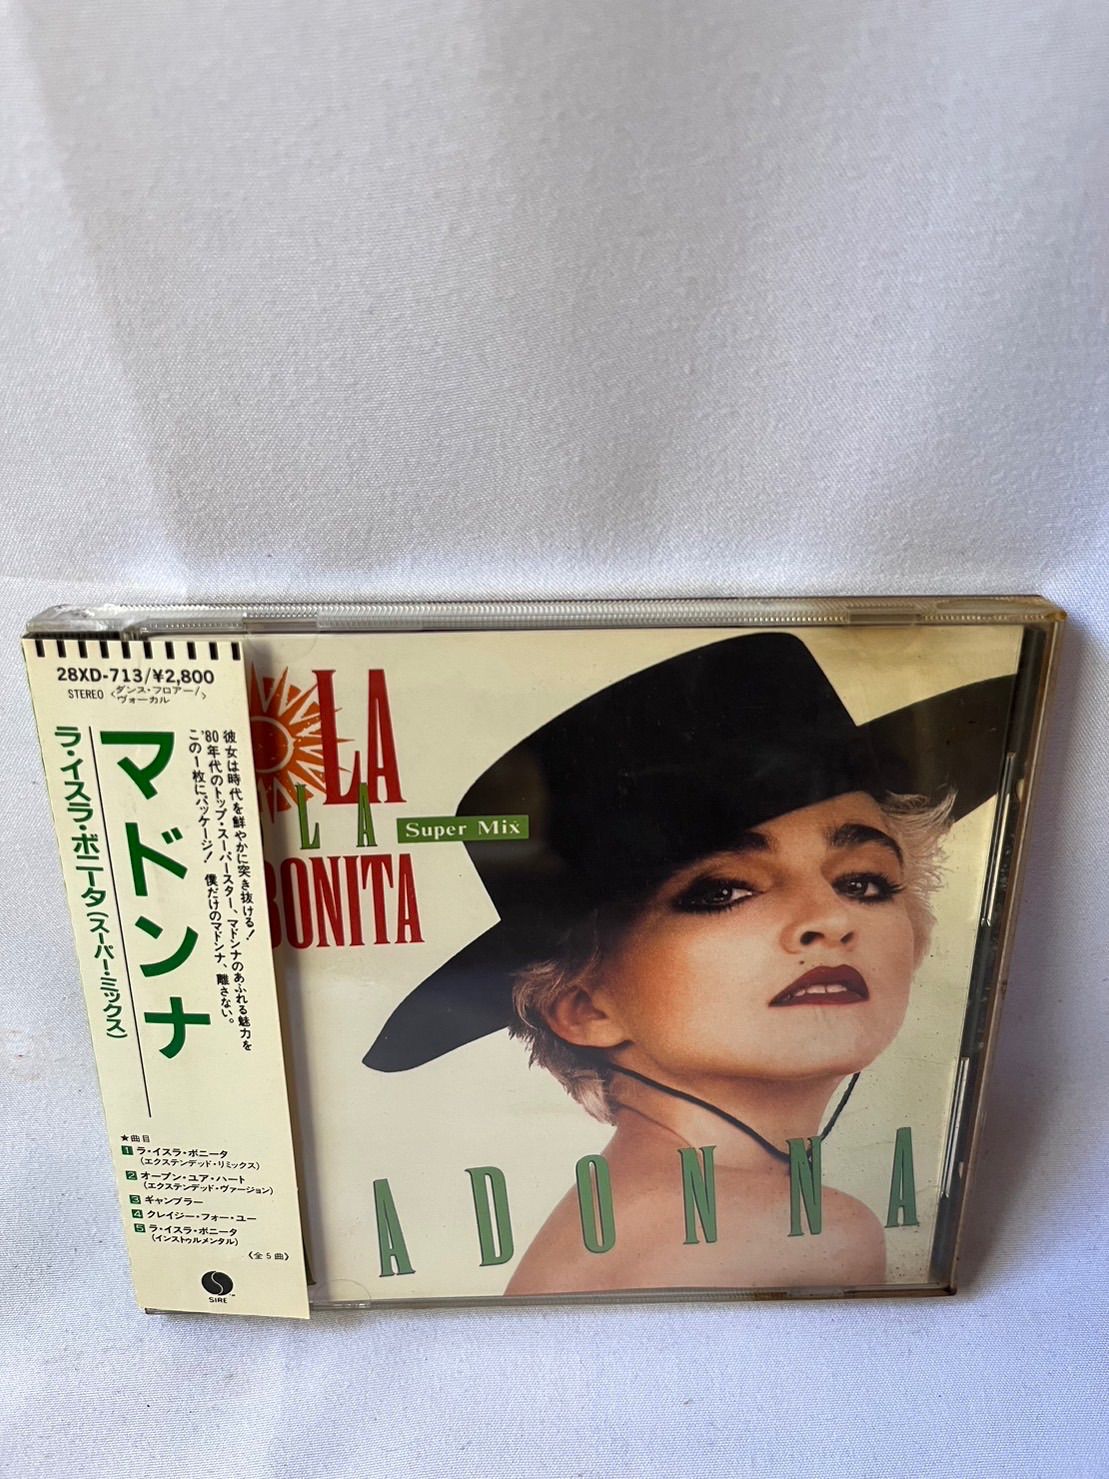 28XD-713/¥2,800
STEREO〈ダンス・フロアー/
ヴォーカル〉
彼女は時代を鮮やかに突き抜ける!
'80年代のトップ・スーパースター、マドンナのあふれる魅力を
この1枚にパッケージ! 僕だけのマドンナ、離さない。
マドンナ
ラ・イスラ・ボニータ(スーパー・ミックス)
★曲目
1 ラ・イスラ・ボニータ
(エクステンデッド・リミックス)
2 オープン・ユア・ハート
(エクステンデッド・ヴァージョン)
3 ギャンブラー
4 クレイジー・フォー・ユー
5 ラ・イスラ・ボニータ
(インストゥルメンタル)
〈全5曲〉
SIRE™
LA
LA
Super Mix
BONITA
ADONNA